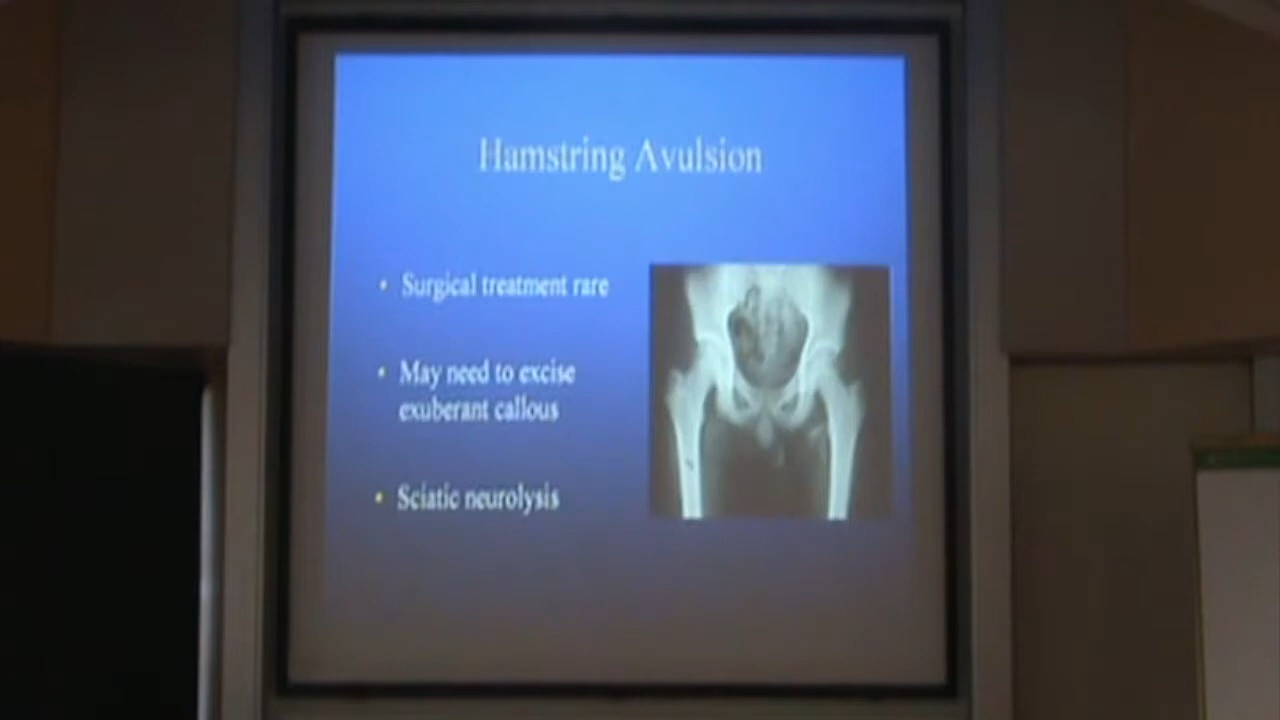 Hamstring Avulsion
• Surgical treatment rare
• May need to excise
exuberant callous
• Sciatic neurolysis